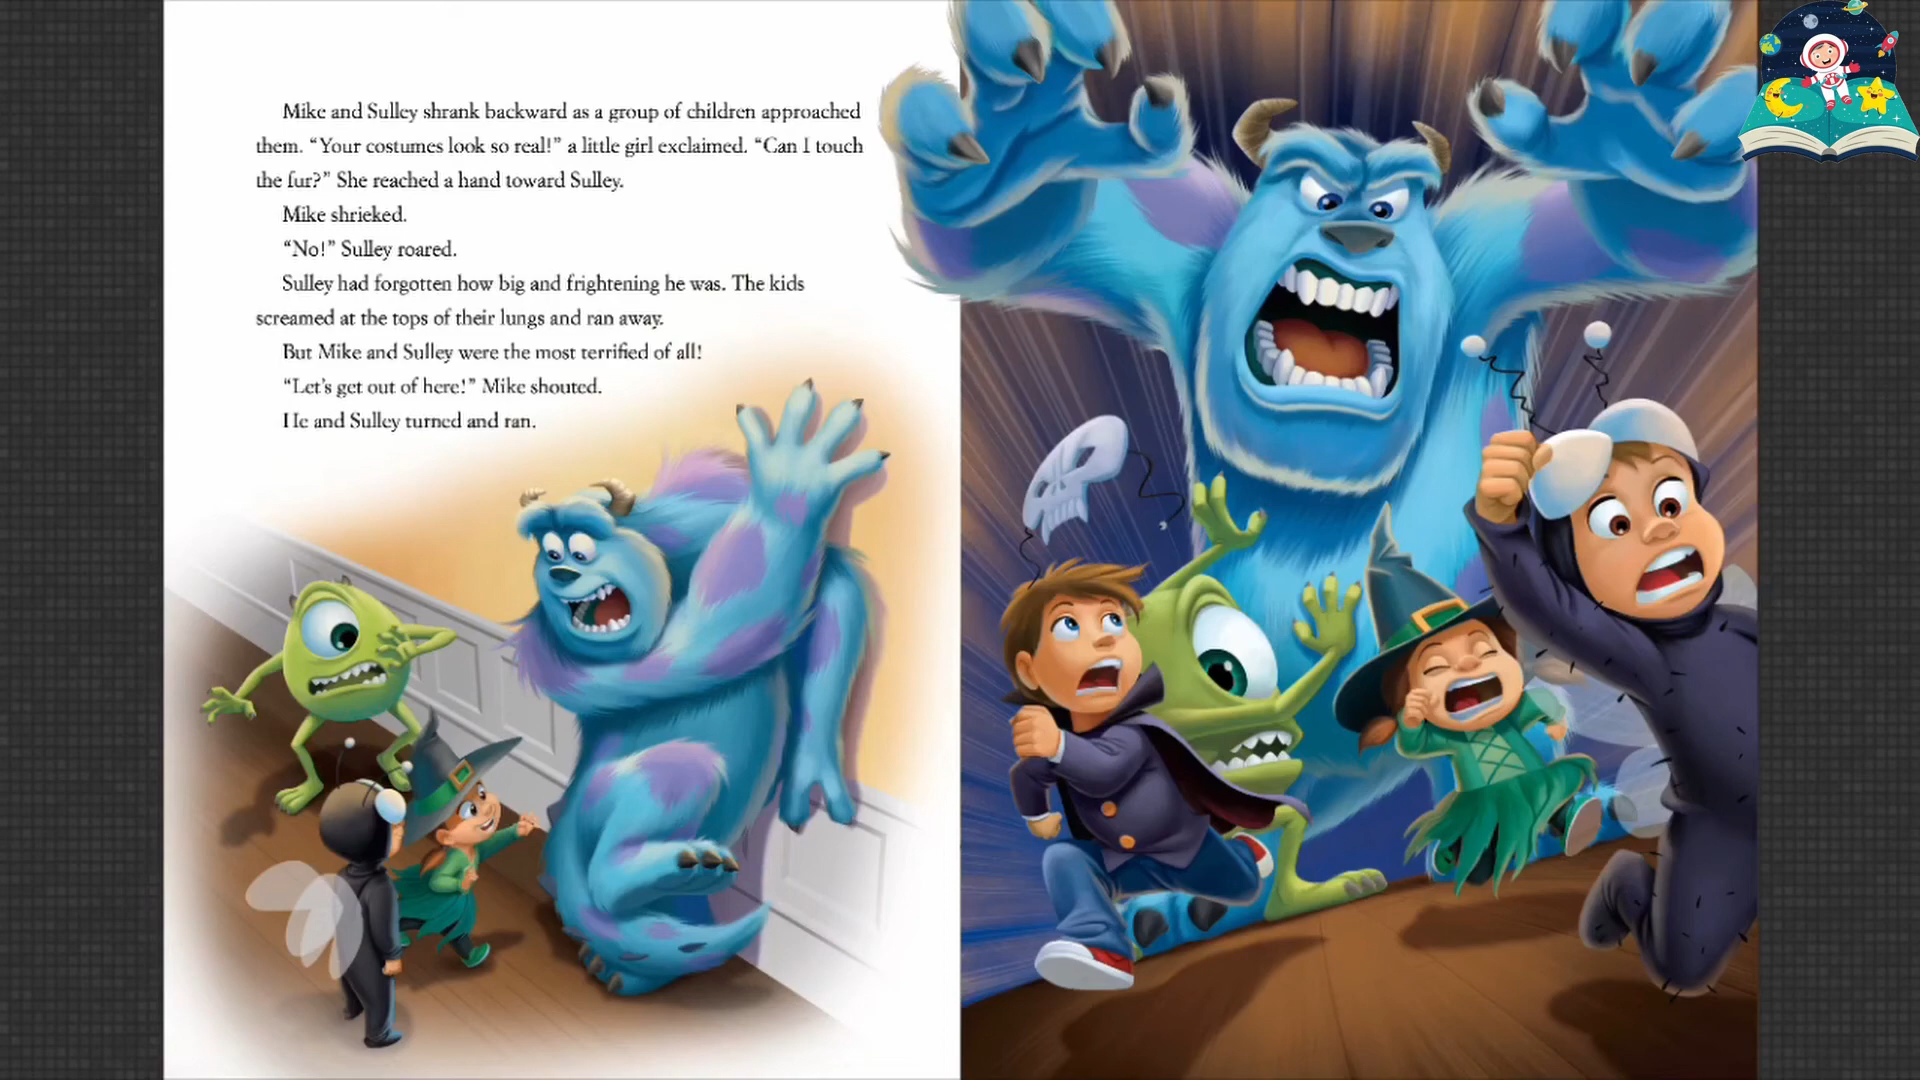 Mike and Sulley shrank backward as a group of children approached
them. “Your costumes look so real!” a little girl exclaimed. “Can I touch
the fur?” She reached a hand toward Sulley.
Mike shrieked.
“No!” Sulley roared.
Sulley had forgotten how big and frightening he was. The kids
screamed at the tops of their lungs and ran away.
But Mike and Sulley were the most terrified of all!
“Let’s get out of here!” Mike shouted.
He and Sulley turned and ran.